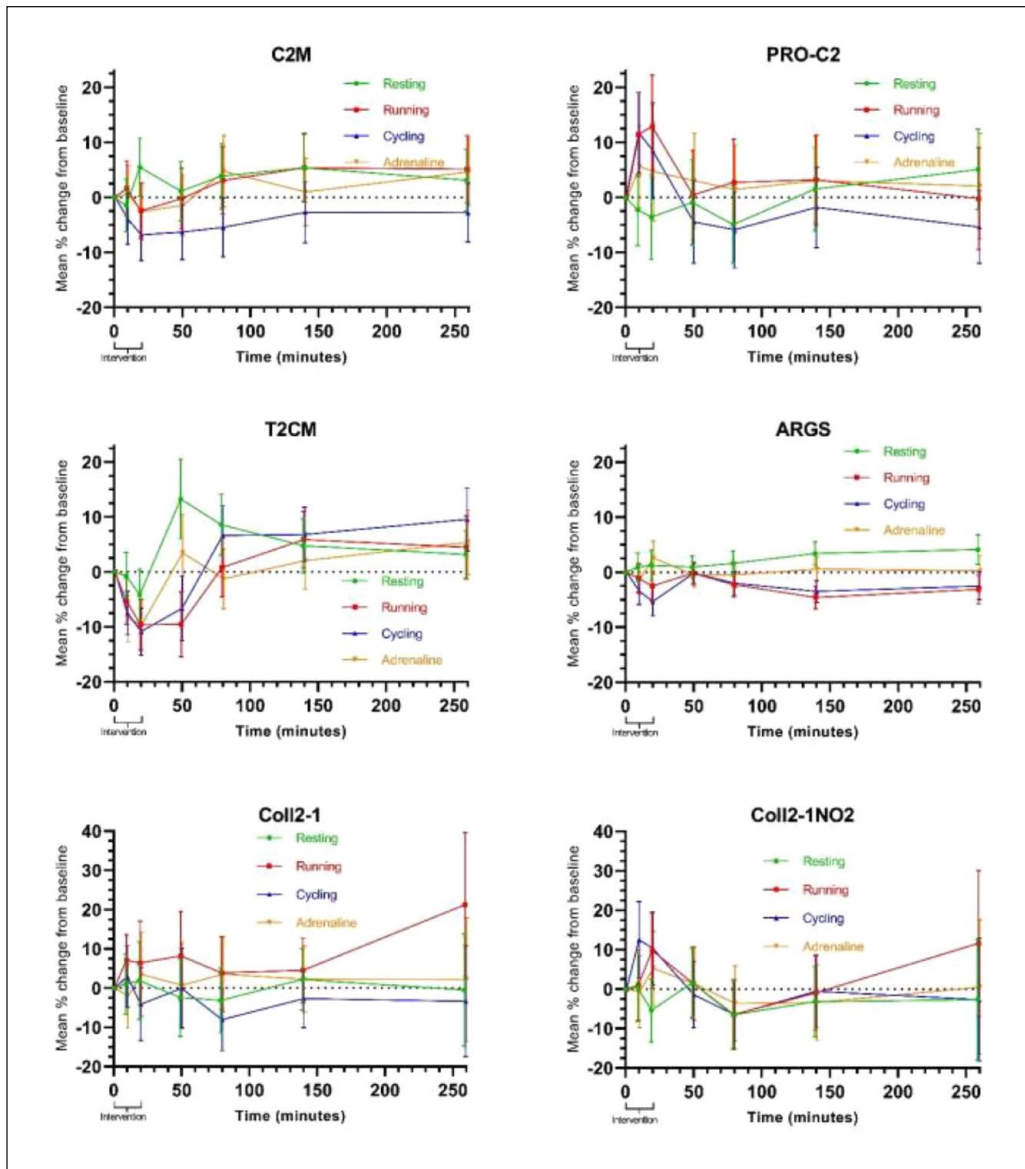 C2M
Mean % change from baseline
20
10
0
-10
-20
Resting
Running
Cycling
Adrenaline
0 50 100 150 200 250
Intervention
Time (minutes)
PRO-C2
Mean % change from baseline
20
10
0
-10
-20
Resting
Running
Cycling
Adrenaline
0 50 100 150 200 250
Intervention
Time (minutes)
T2CM
Mean % change from baseline
20
10
0
-10
-20
Resting
Running
Cycling
Adrenaline
0 50 100 150 200 250
Intervention
Time (minutes)
ARGS
Mean % change from baseline
20
10
0
-10
-20
Resting
Running
Cycling
Adrenaline
0 50 100 150 200 250
Intervention
Time (minutes)
Coll2-1
Mean % change from baseline
40
30
20
10
0
-10
-20
Resting
Running
Cycling
Adrenaline
0 50 100 150 200 250
Intervention
Time (minutes)
Coll2-1NO2
Mean % change from baseline
40
30
20
10
0
-10
-20
Resting
Running
Cycling
Adrenaline
0 50 100 150 200 250
Intervention
Time (minutes)